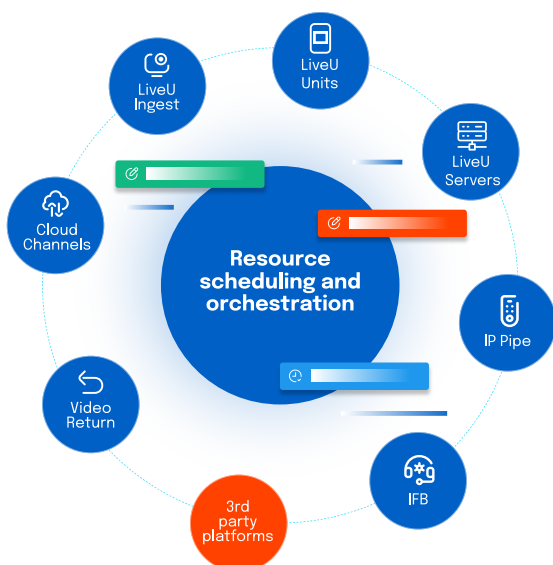 LiveU
Units
LiveU
Ingest
LiveU
Servers
Cloud
Channels
Resource
scheduling and
orchestration
IP Pipe
Video
Return
IFB
3rd
party
platforms